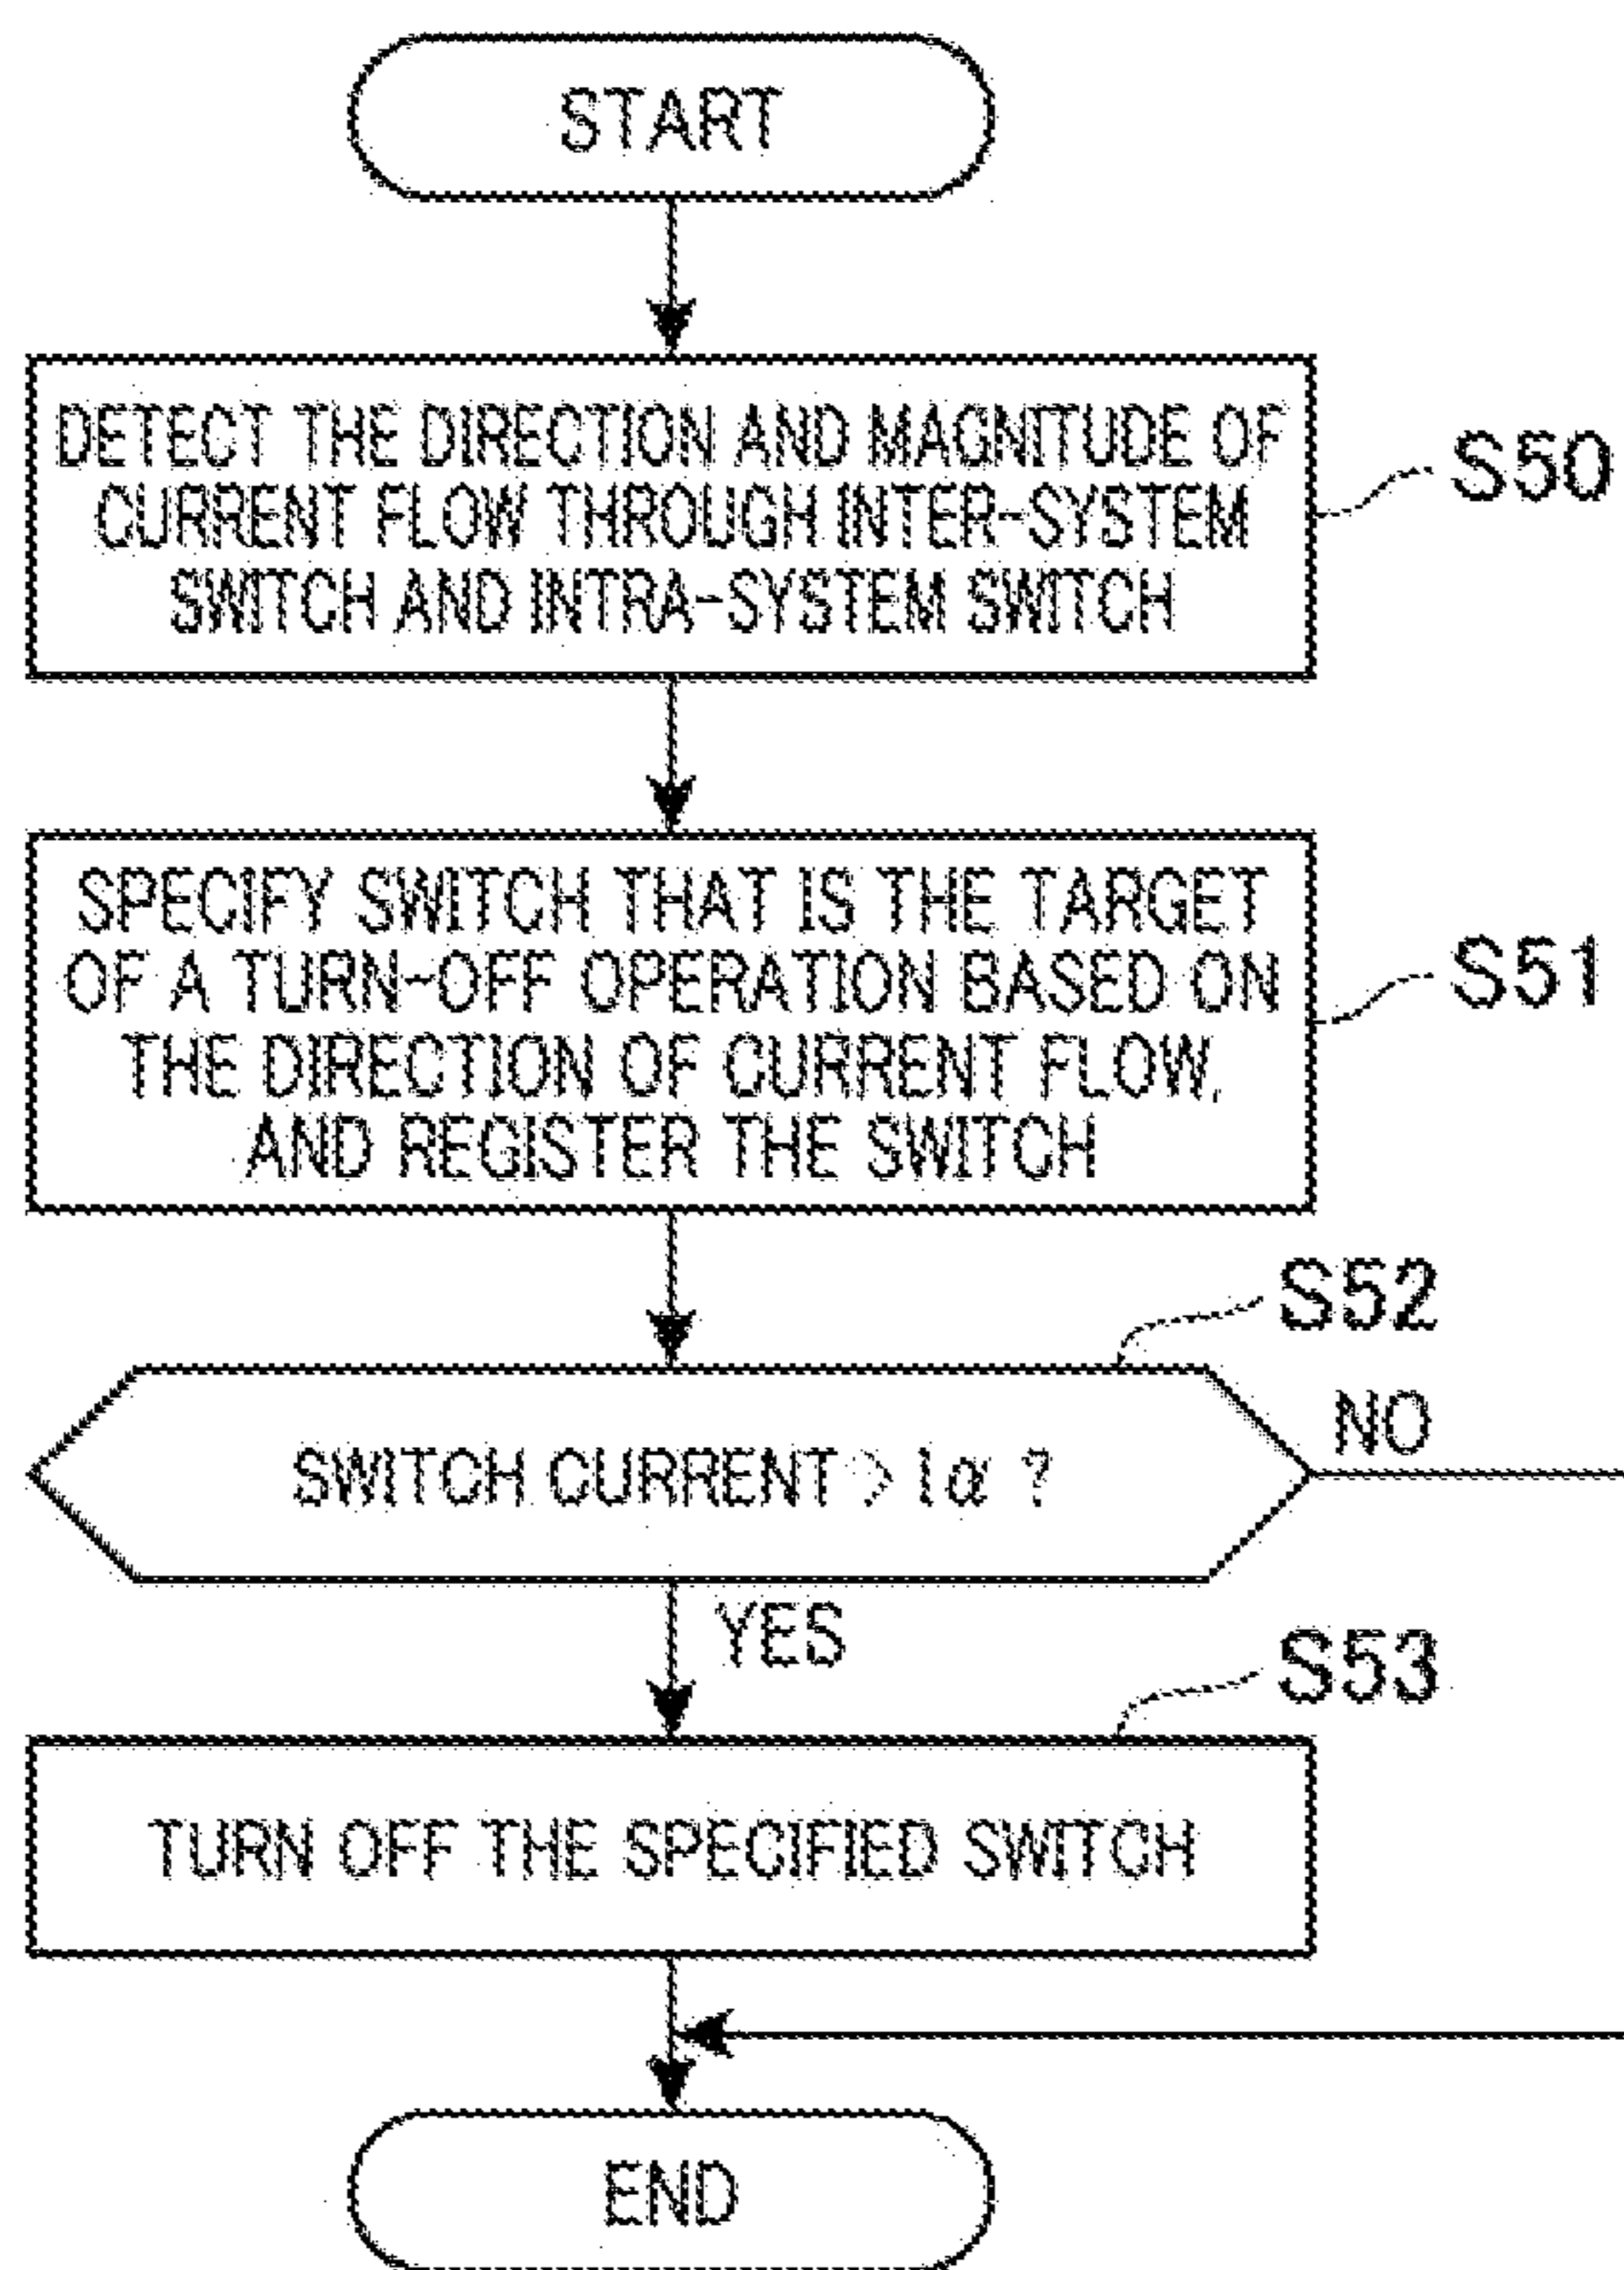 START
DETECT THE DIRECTION AND MAGNITUDE OF
CURRENT FLOW THROUGH INTER-SYSTEM
SWITCH AND INTRA-SYSTEM SWITCH
S50
SPECIFY SWITCH THAT IS THE TARGET
OF A TURN-OFF OPERATION BASED ON
THE DIRECTION OF CURRENT FLOW,
AND REGISTER THE SWITCH
S51
S52
SWITCH CURRENT > Iα ?
NO
YES
S53
TURN OFF THE SPECIFIED SWITCH
END